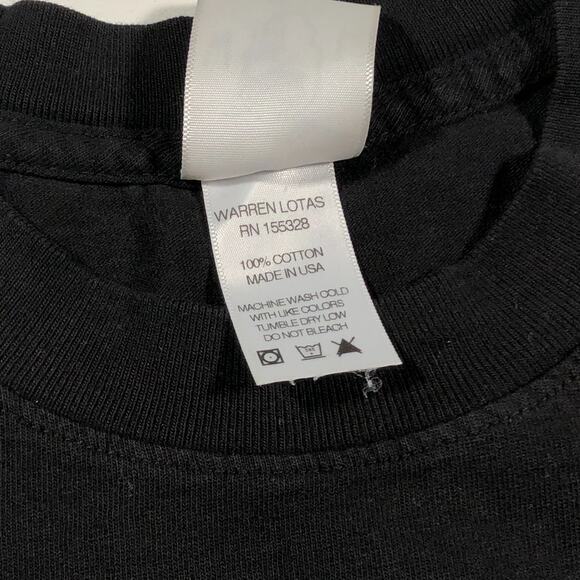 WARREN LOTAS
RN 155328
100% COTTON
MADE IN USA
MACHINE WASH COLD
WITH LIKE COLORS
TUMBLE DRY LOW
DO NOT BLEACH